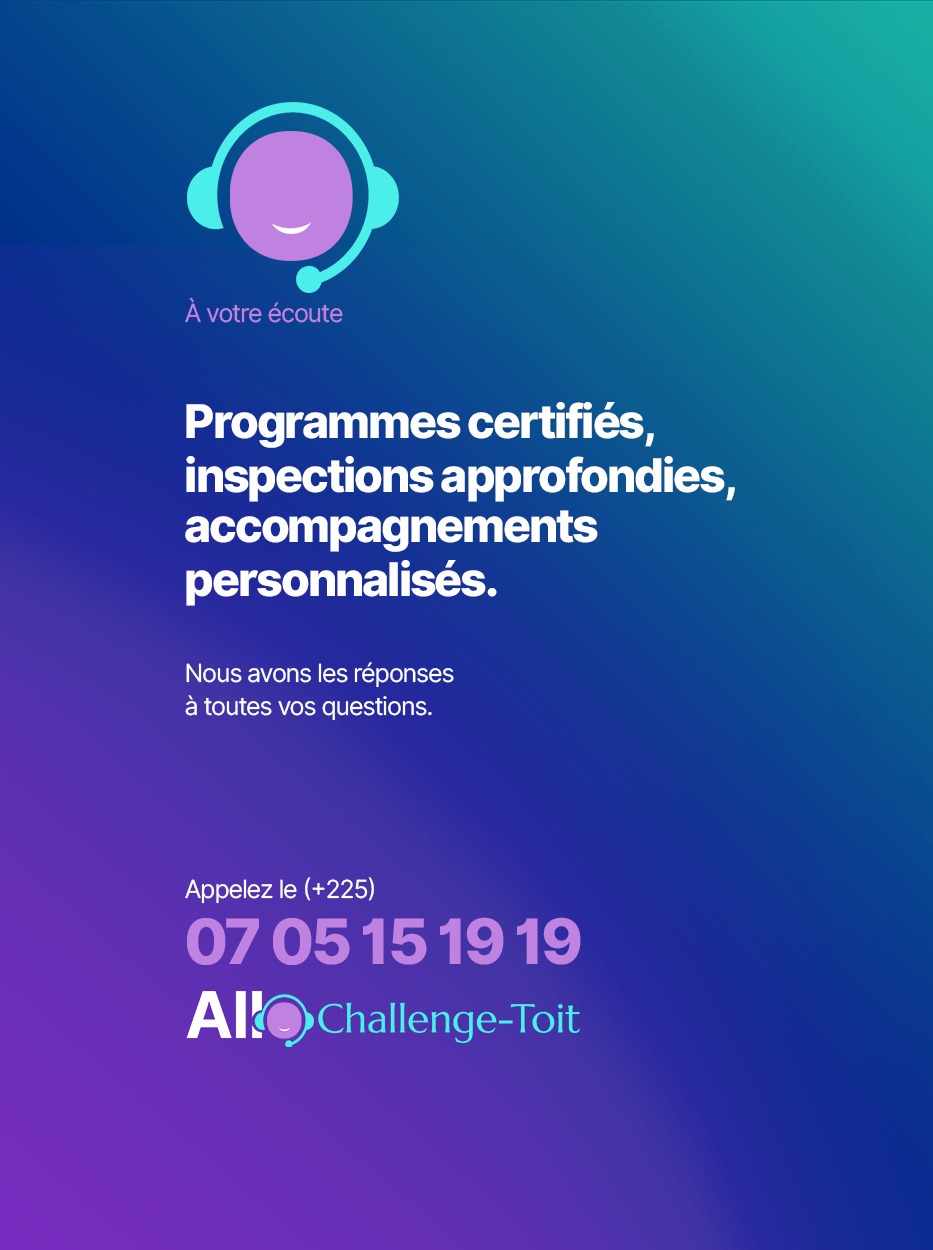 À votre écoute
Programmes certifiés,
inspections approfondies,
accompagnements
personnalisés.
Nous avons les réponses
à toutes vos questions.
Appelez le (+225)
07 05 15 19 19
Allo Challenge-Toit